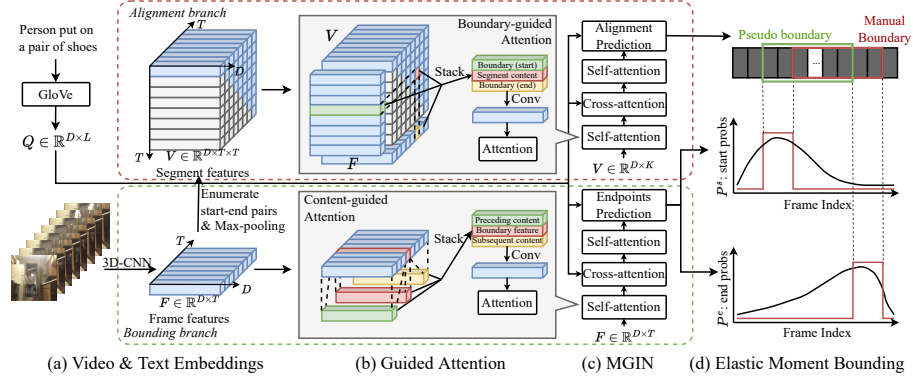 Alignment branch
Person put on
a pair of shoes
GloVe
Q ∈ ℝ^{D×L}
T
D
T
V ∈ ℝ^{D×T×T}
Segment features
Enumerate
start-end pairs
& Max-pooling
3D-CNN
T
D
F ∈ ℝ^{D×T}
Frame features
Bounding branch
(a) Video & Text Embeddings
Boundary-guided
Attention
V
F
Stack
Boundary (start)
Segment content
Boundary (end)
Conv
Attention
Content-guided
Attention
Stack
Preceding content
Boundary feature
Subsequent content
Conv
Attention
(b) Guided Attention
Alignment
Prediction
Self-attention
Cross-attention
Self-attention
V ∈ ℝ^{D×K}
Endpoints
Prediction
Self-attention
Cross-attention
Self-attention
F ∈ ℝ^{D×T}
(c) MGIN
Pseudo boundary
Manual
Boundary
...
P^s: start probs
Frame Index
P^e: end probs
Frame Index
(d) Elastic Moment Bounding